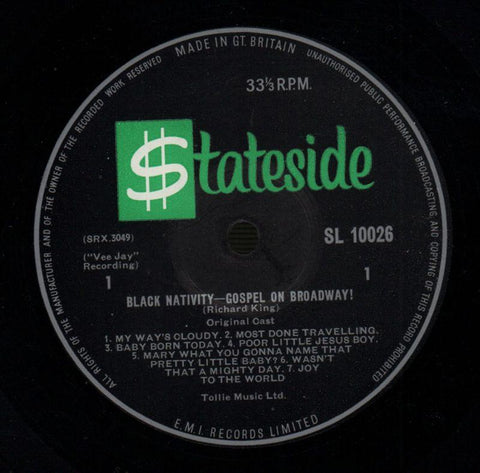 MADE IN GT. BRITAIN
UNAUTHORISED PUBLIC PERFORMANCE BROADCASTING AND COPYING OF THIS RECORD PROHIBITED
ALL RIGHTS OF THE MANUFACTURER AND OF THE OWNER OF THE RECORDED WORK RESERVED
33⅓ R.P.M.
$tateside
(SRX.3049)
SL 10026
("Vee Jay"
Recording)
1
1
BLACK NATIVITY—GOSPEL ON BROADWAY!
(Richard King)
Original Cast
1. MY WAY'S CLOUDY. 2. MOST DONE TRAVELLING.
3. BABY BORN TODAY. 4. POOR LITTLE JESUS BOY.
5. MARY WHAT YOU GONNA NAME THAT
PRETTY LITTLE BABY? 6. WASN'T
THAT A MIGHTY DAY. 7. JOY
TO THE WORLD
Tollie Music Ltd.
E.M.I. RECORDS LIMITED